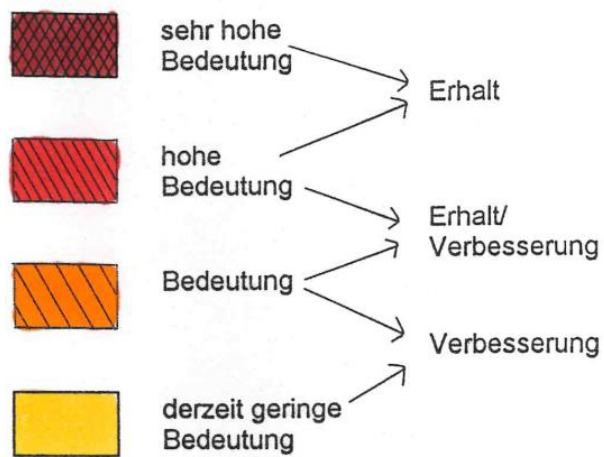 sehr hohe
Bedeutung
Erhalt
hohe
Bedeutung
Erhalt/
Verbesserung
Bedeutung
Verbesserung
derzeit geringe
Bedeutung